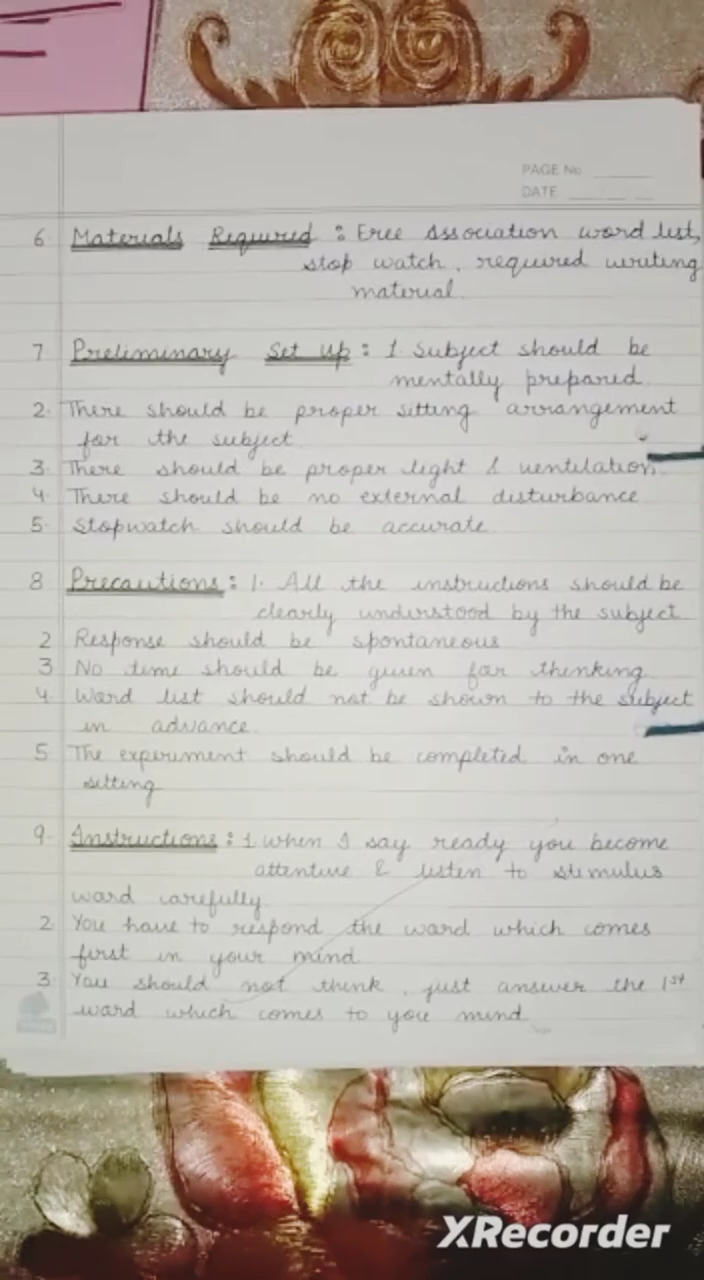 PAGE No
DATE
6 Materials Required : Free Association word list,
stop watch, required writing
material.
7 Preliminary Set Up : 1. Subject should be
mentally prepared.
2. There should be proper sitting arrangement
for the subject
3. There should be proper light & ventilation.
4. There should be no external disturbance
5. Stopwatch should be accurate.
8 Precautions : 1. All the instructions should be
clearly understood by the subject
2 Response should be spontaneous
3 No time should be given for thinking
4 Word list should not be shown to the subject
in advance.
5 The experiment should be completed in one
sitting
9. Instructions : 1 when I say ready you become
attentive & listen to stimulus
word carefully.
2. You have to respond the word which comes
first in your mind
3. You should not think, just answer the 1st
word which comes to you mind
XRecorder